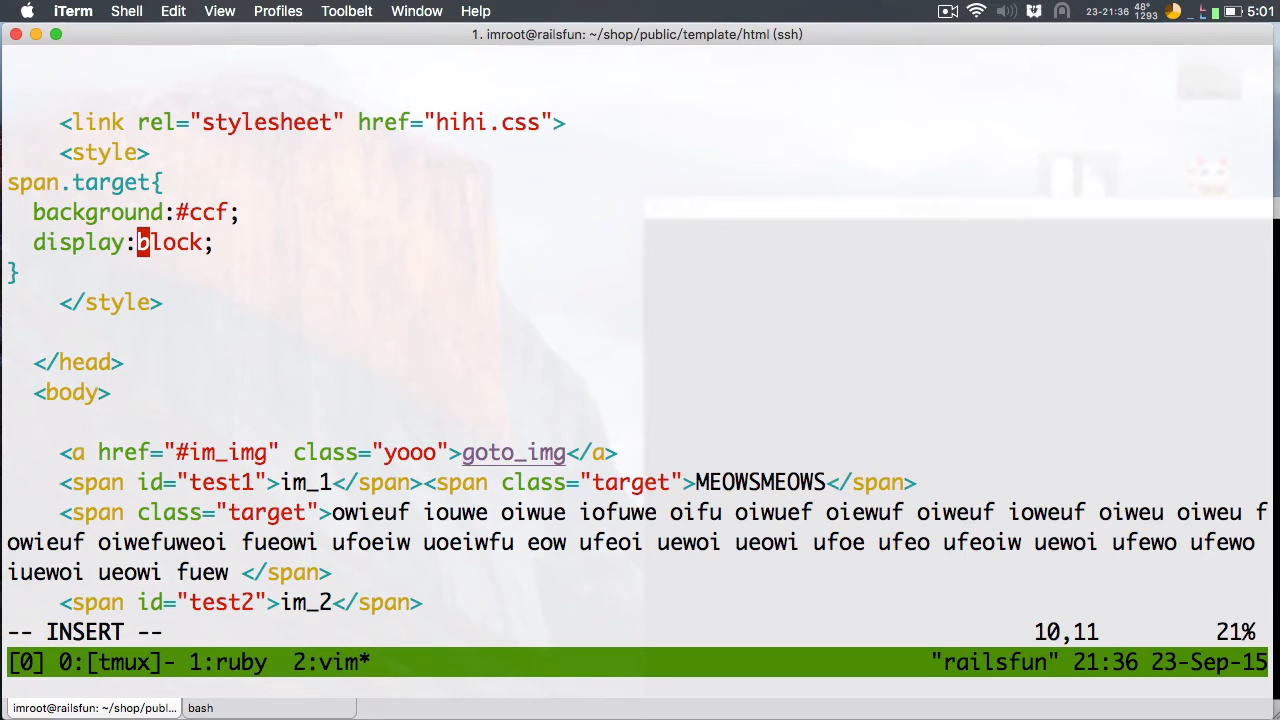 iTerm Shell Edit View Profiles Toolbelt Window Help 23-21:36 48° 1293 5:01
1. imroot@railsfun: ~/shop/public/template/html (ssh)
<link rel="stylesheet" href="hihi.css">
<style>
span.target{
background:#ccf;
display:block;
}
</style>
</head>
<body>
<a href="#im_img" class="yooo">goto_img</a>
<span id="test1">im_1</span><span class="target">MEOWSMEOWS</span>
<span class="target">owieuf iouwe oiwue iofuwe oifu oiwuef oiewuf oiweuf ioweuf oiweu oiweu f
owieuf oiwefuweoi fueowi ufoeiw uoeiwfu eow ufeoi uewoi ueowi ufoe ufeo ufeoiw uewoi ufewo ufewo
iuewoi ueowi fuew </span>
<span id="test2">im_2</span>
-- INSERT -- 10,11 21%
[0] 0:[tmux]- 1:ruby 2:vim* "railsfun" 21:36 23-Sep-15
imroot@railsfun: ~/shop/publ... bash